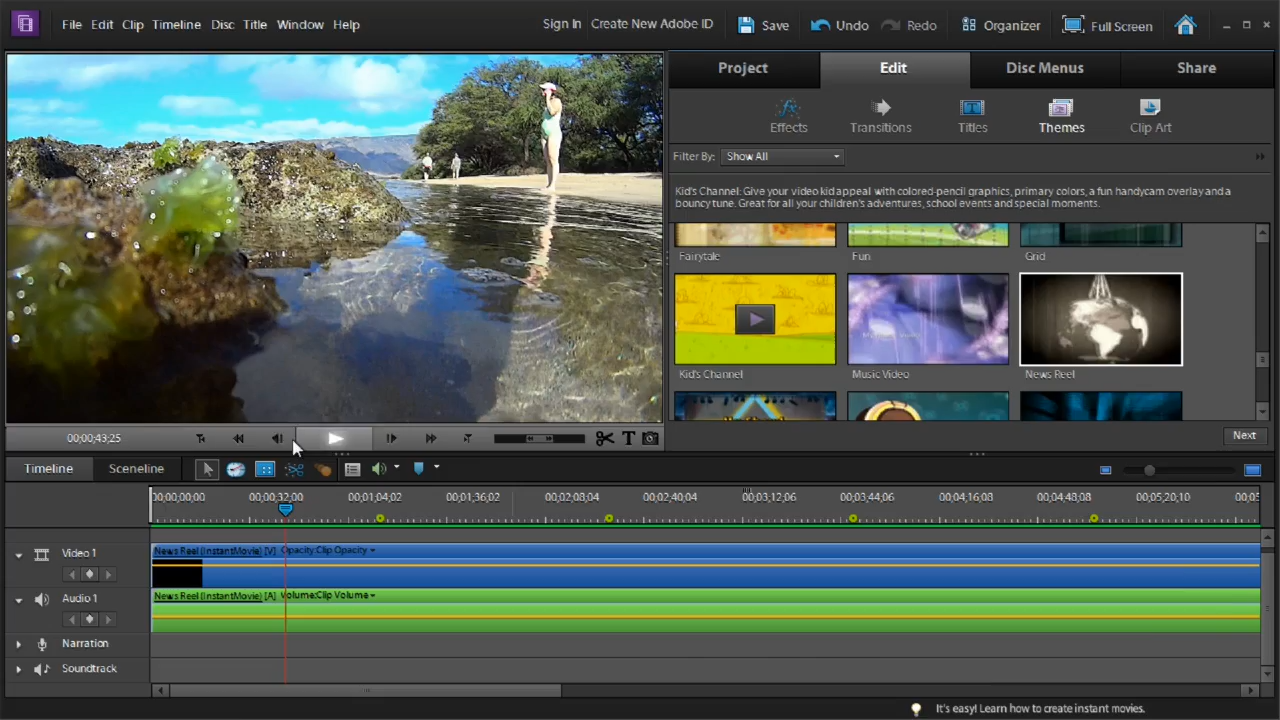 File Edit Clip Timeline Disc Title Window Help Sign In Create New Adobe ID Save Undo Redo Organizer Full Screen
Project Edit Disc Menus Share
Effects Transitions Titles Themes Clip Art
Filter By: Show All
Kid's Channel: Give your video kid appeal with colored-pencil graphics, primary colors, a fun handycam overlay and a
bouncy tune. Great for all your children's adventures, school events and special moments.
Fairytale Fun Grid
Kid's Channel Music Video News Reel
00;00;43;25 T Next
Timeline Sceneline
00;00;00;00 00;00;32;00 00;01;04;02 00;01;36;02 00;02;08;04 00;02;40;04 00;03;12;06 00;03;44;06 00;04;16;08 00;04;48;08 00;05;20;10
Video 1 News Reel (InstantMovie) [V] Opacity:Clip Opacity
Audio 1 News Reel (InstantMovie) [A] Volume:Clip Volume
Narration
Soundtrack
It's easy! Learn how to create instant movies.